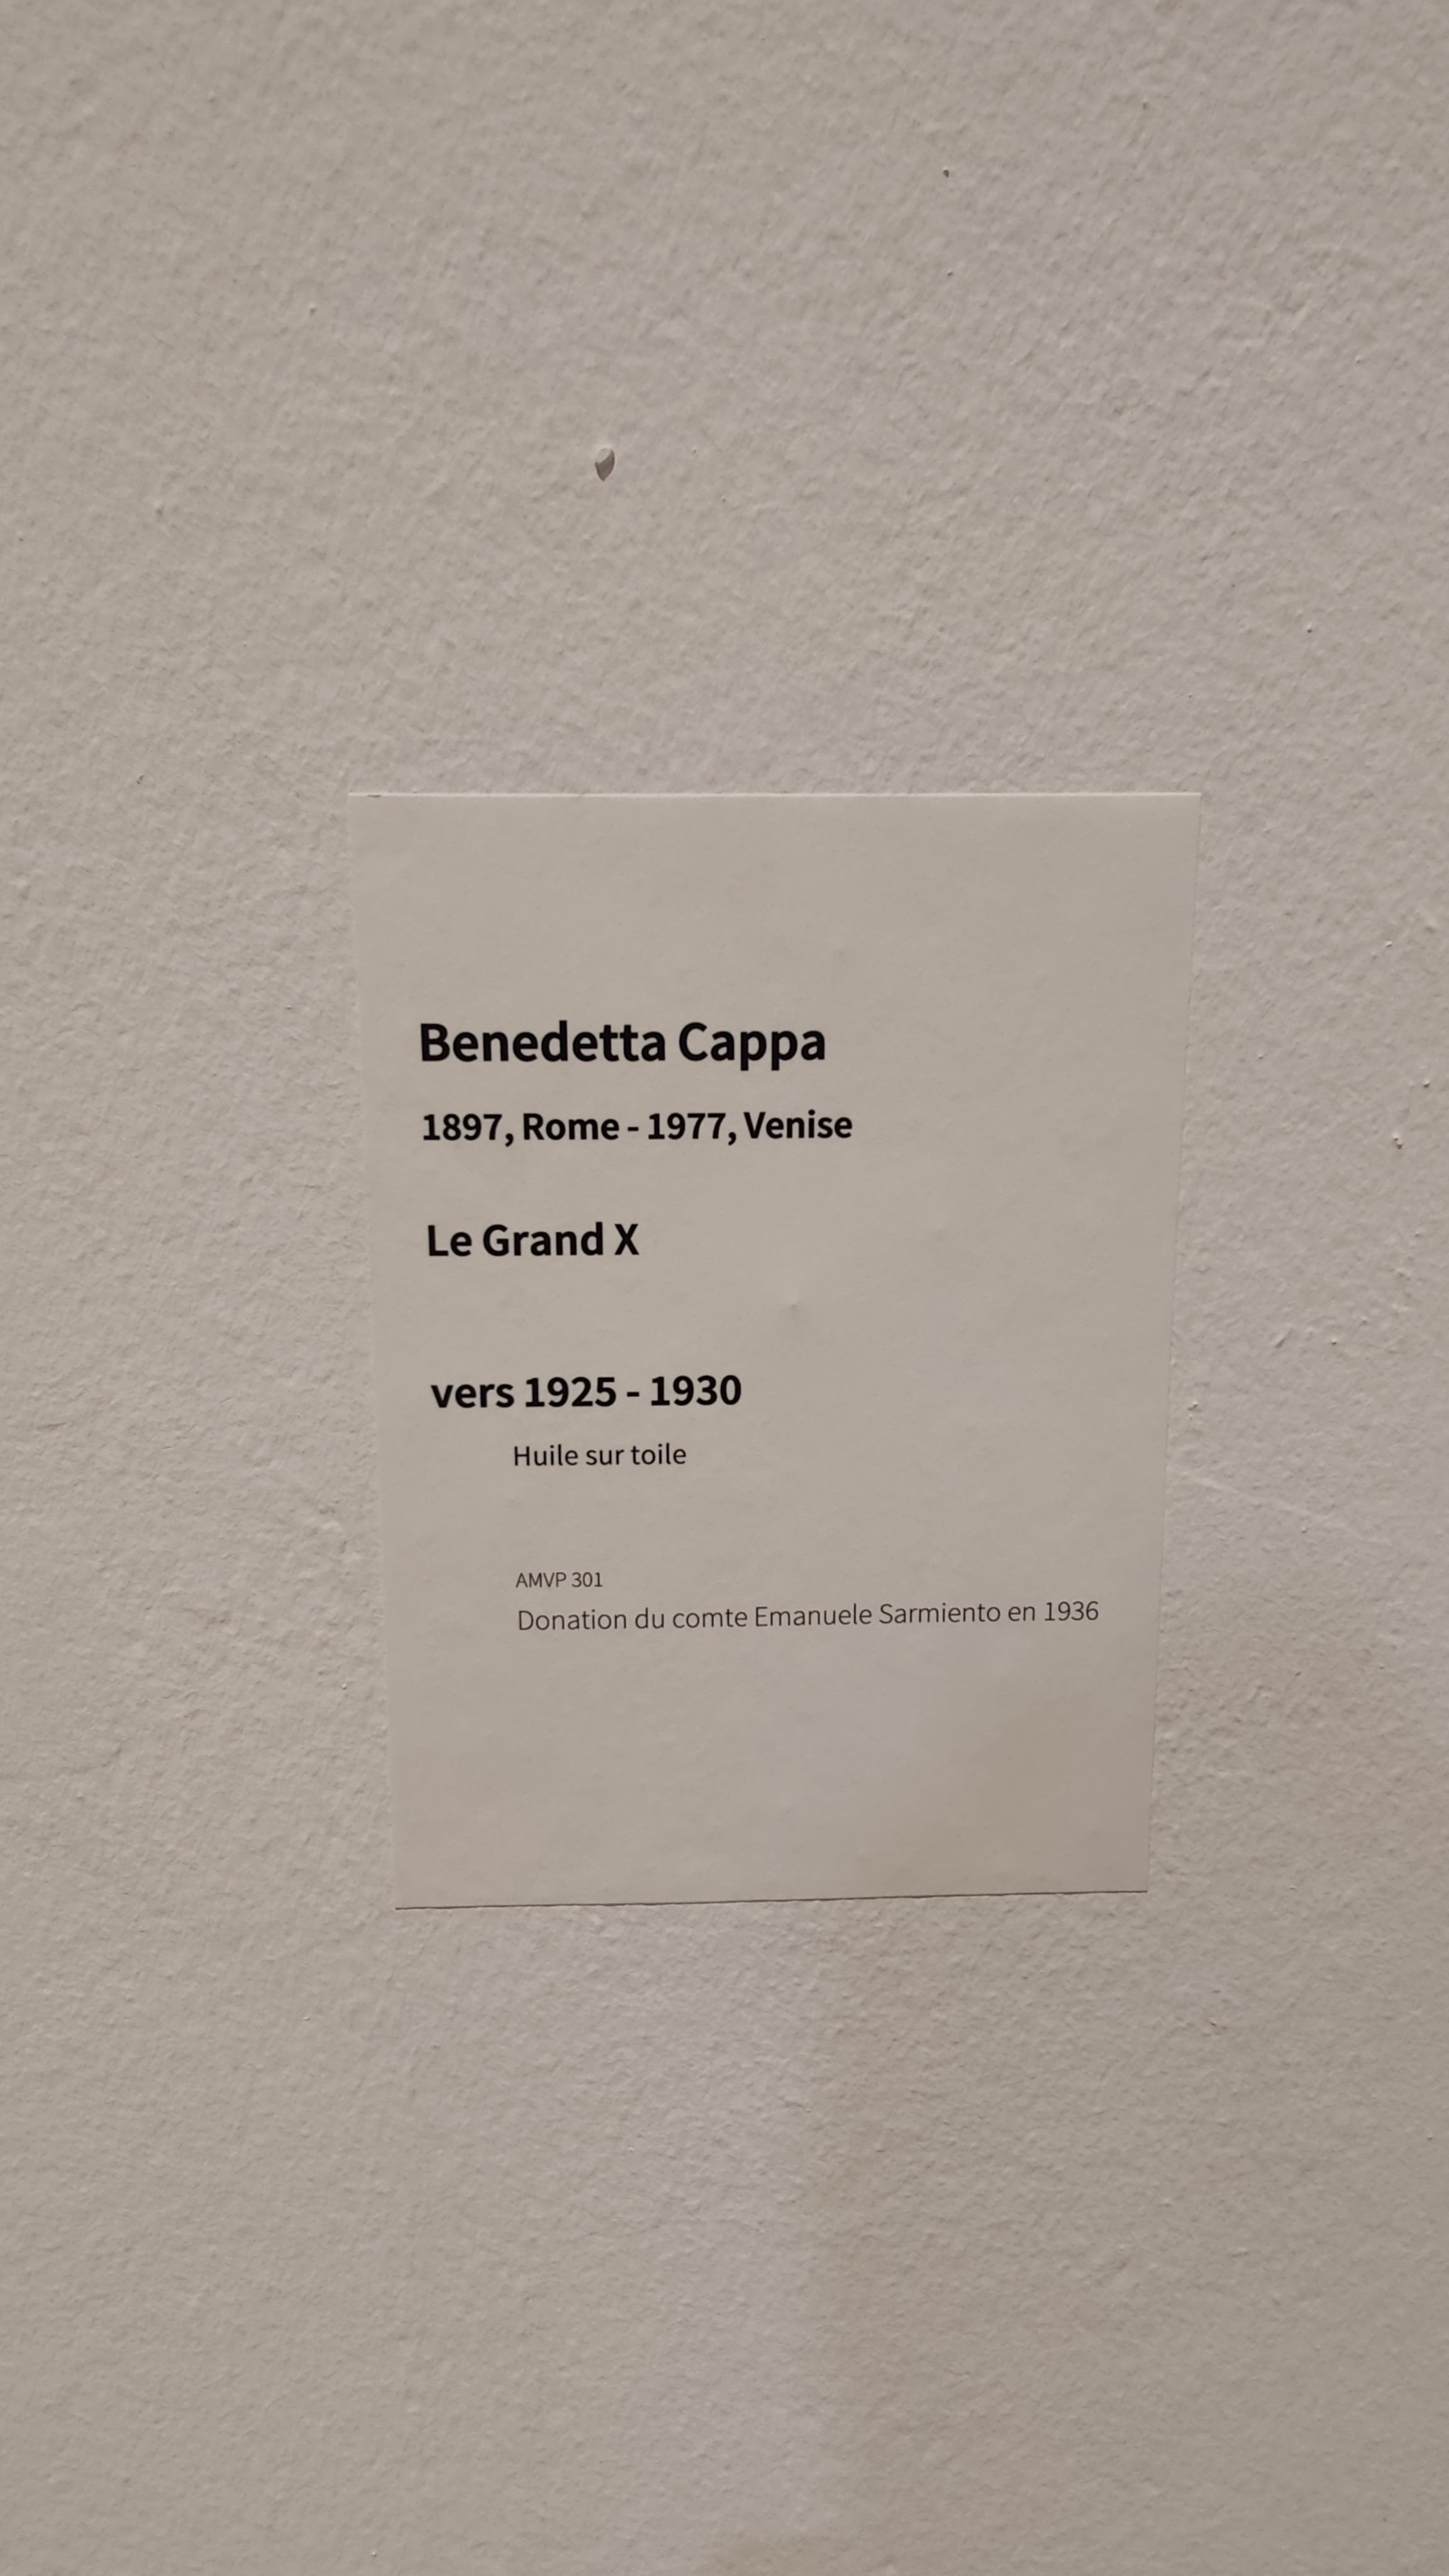 Benedetta Cappa
1897, Rome - 1977, Venise
Le Grand X
vers 1925 - 1930
Huile sur toile
AMVP 301
Donation du comte Emanuele Sarmiento en 1936